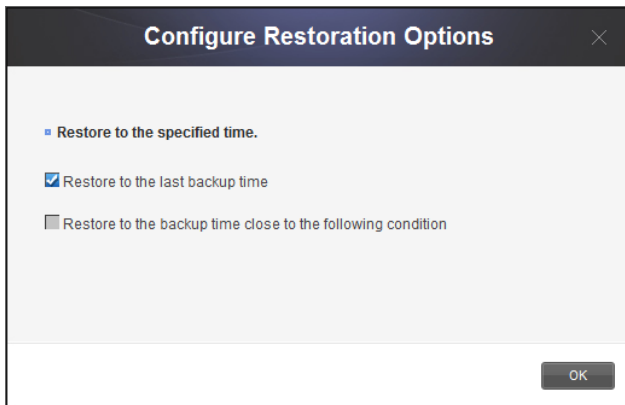 Configure Restoration Options
Restore to the specified time.
Restore to the last backup time
Restore to the backup time close to the following condition
OK